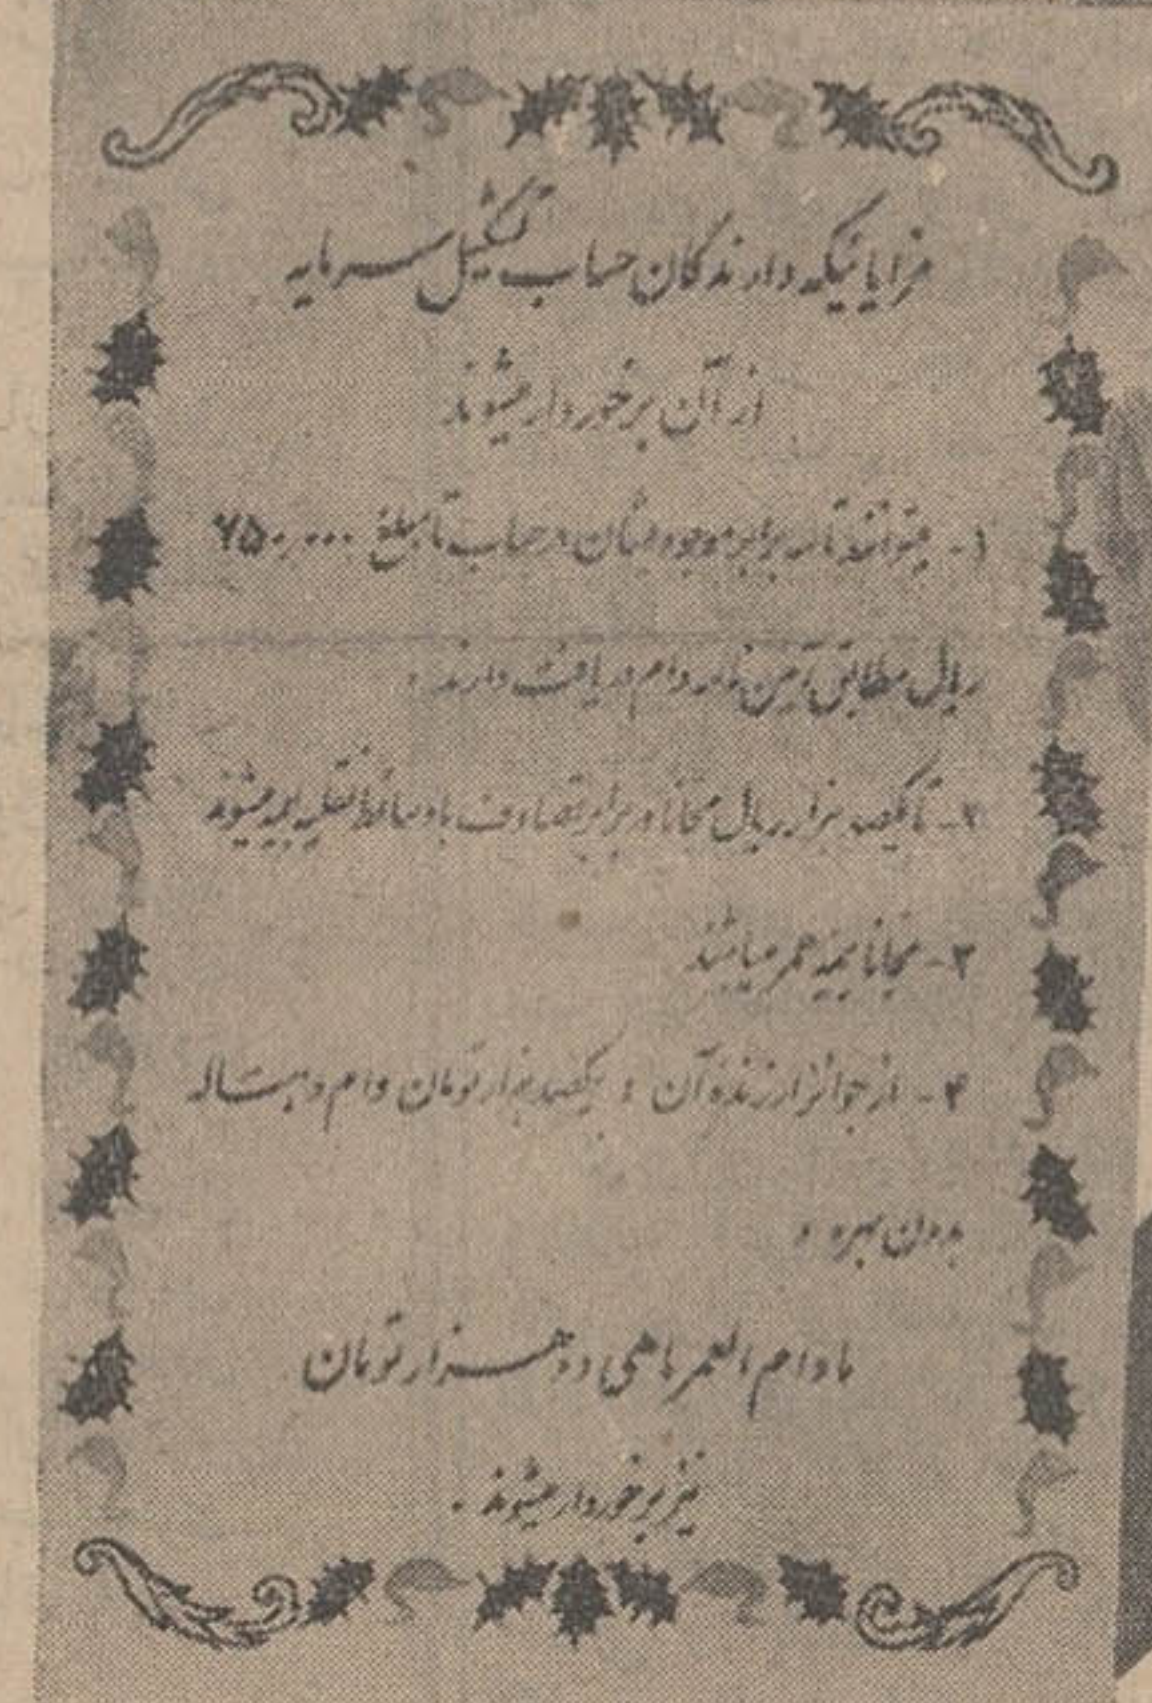 مزایائیکه دارندگان حساب تشکیل سرمایه
از آن برخوردار میشوند
۱- میتوانند تا سه برابر موجودیشان در حساب تا مبلغ ۷۵۰٫۰۰۰
ریال مطابق آئین نامه وام دریافت دارند.
۲- تا یکصد هزار ریال مجانا در برابر تصادف با وسائط نقلیه بیمه میشوند
۳- مجانا بیمه عمر میباشند
۴- از جوائز ارزنده آن : یکصد هزار تومان وام ده ساله
بدون بهره و
مادام العمر ماهی دو هزار تومان
نیز برخوردار میشوند.